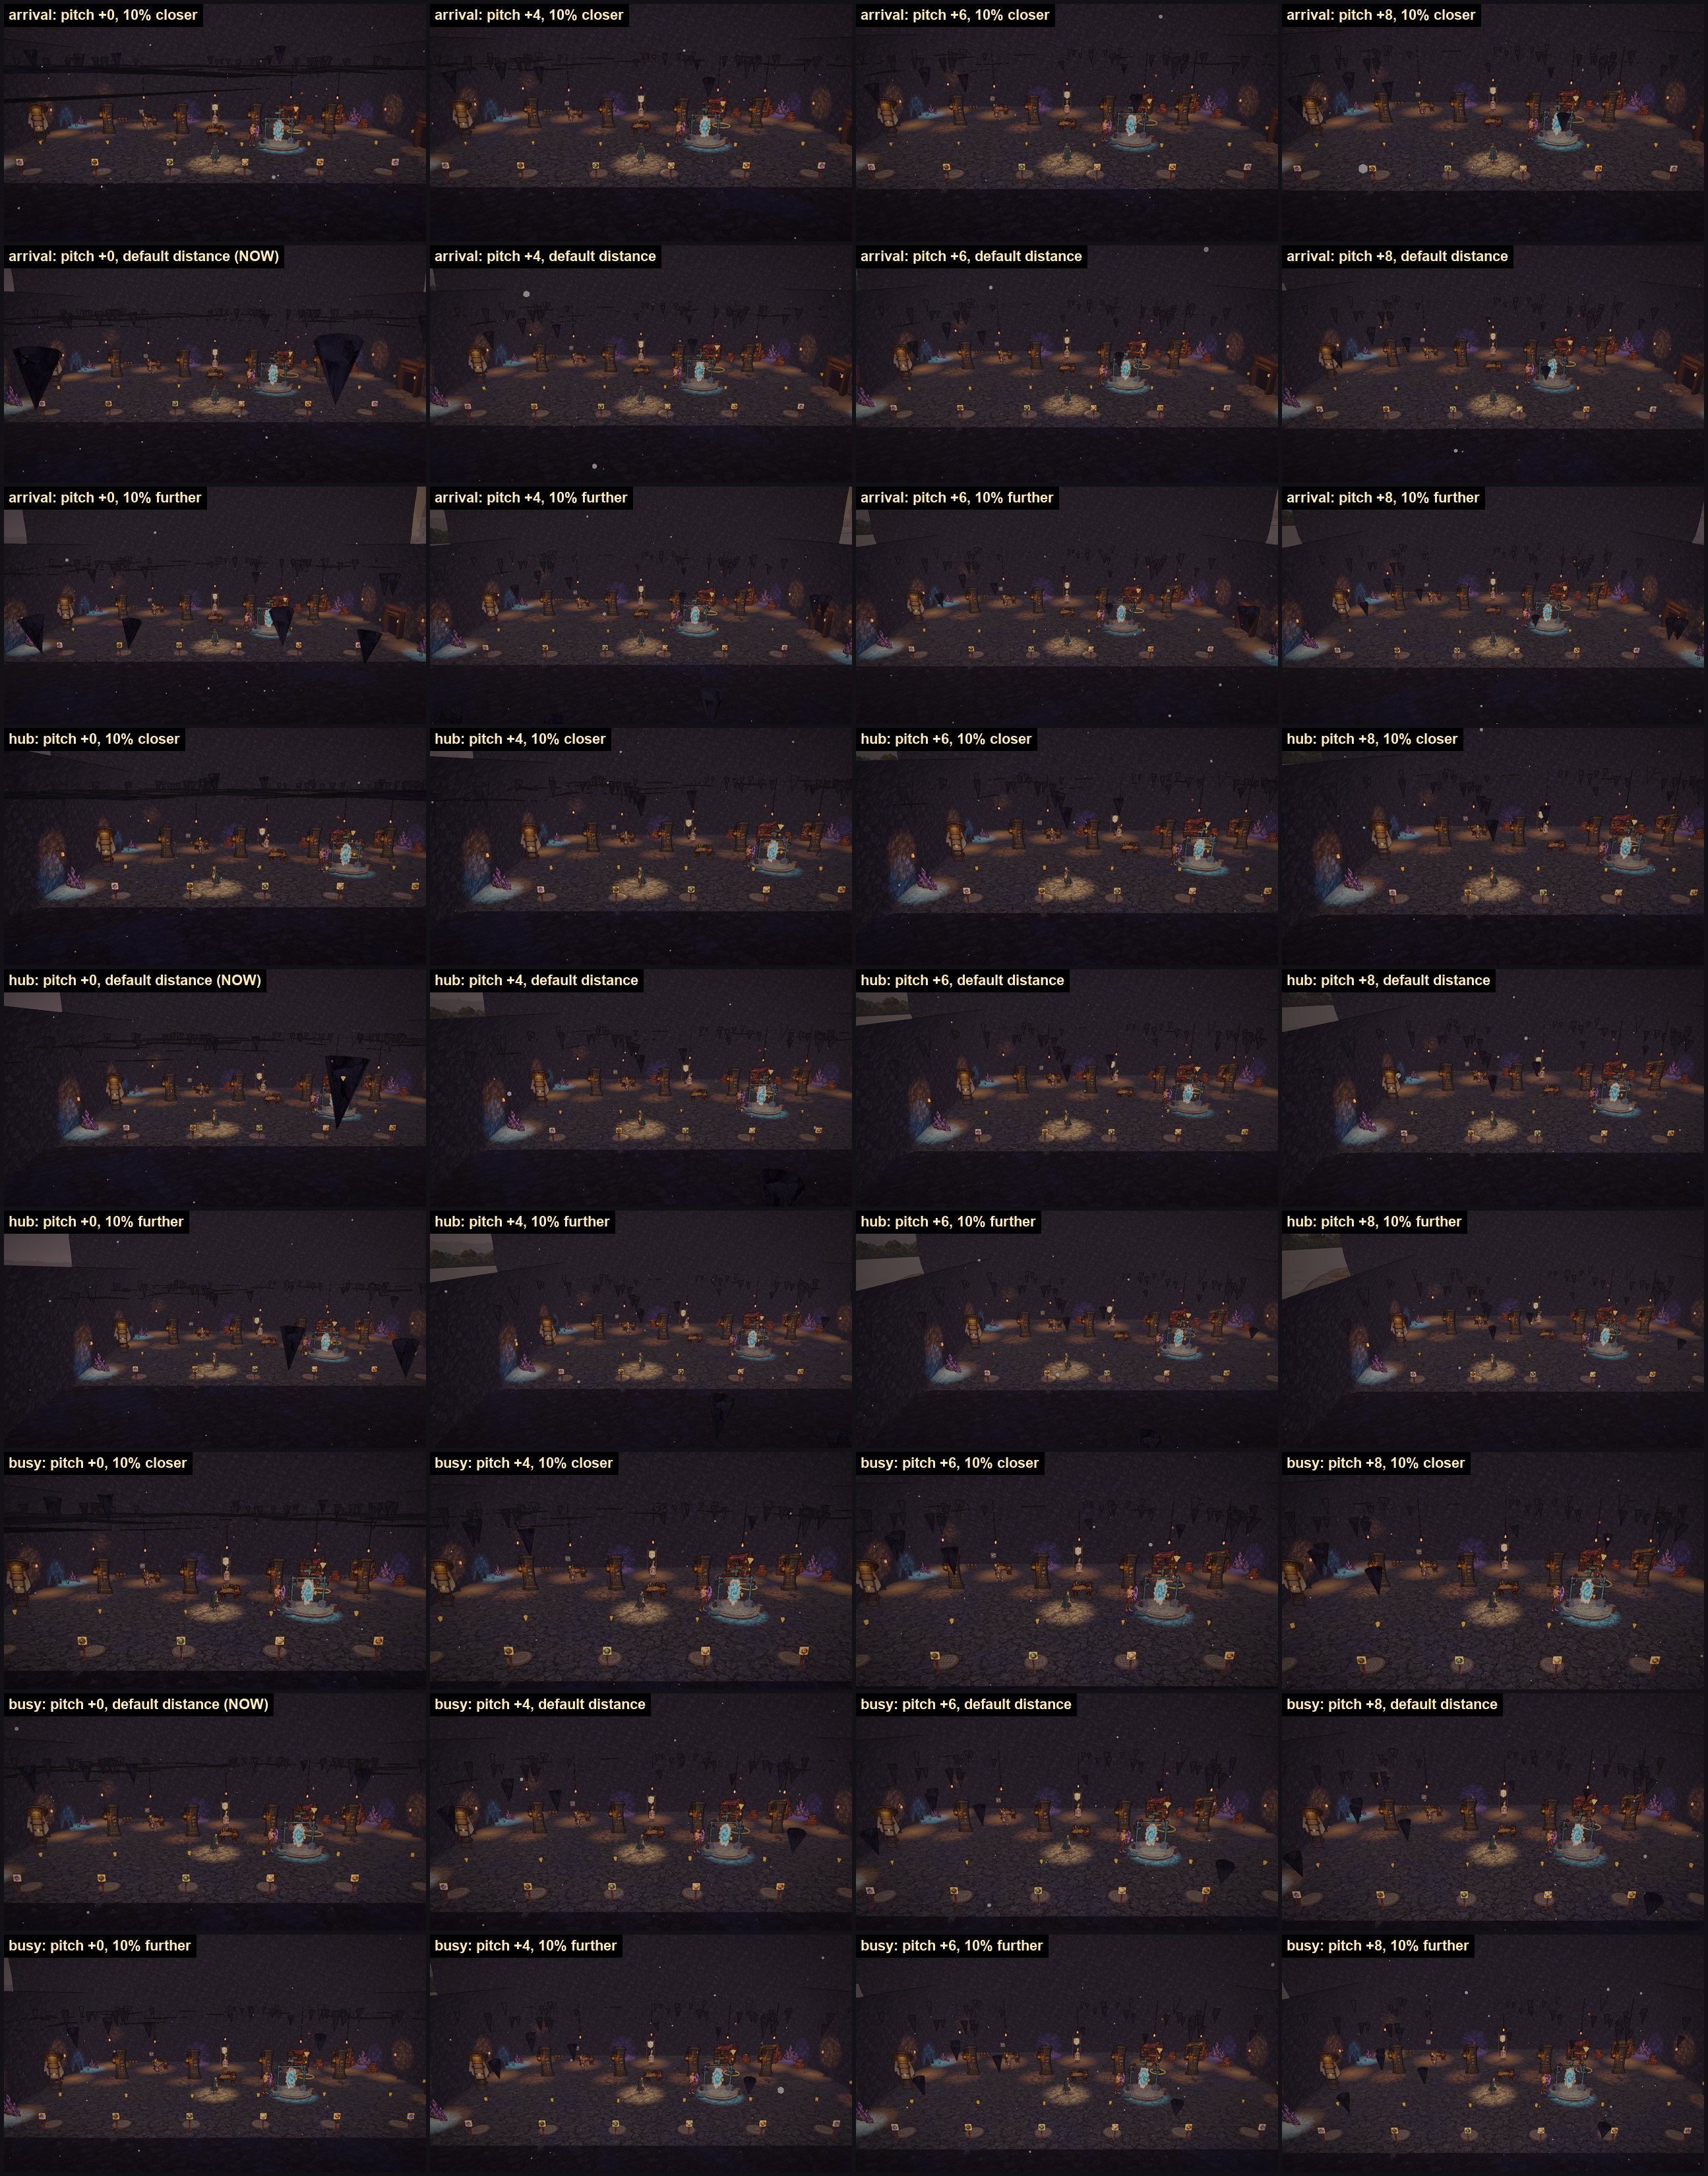 arrival: pitch +0, 10% closer
arrival: pitch +4, 10% closer
arrival: pitch +6, 10% closer
arrival: pitch +8, 10% closer
arrival: pitch +0, default distance (NOW)
arrival: pitch +4, default distance
arrival: pitch +6, default distance
arrival: pitch +8, default distance
arrival: pitch +0, 10% further
arrival: pitch +4, 10% further
arrival: pitch +6, 10% further
arrival: pitch +8, 10% further
hub: pitch +0, 10% closer
hub: pitch +4, 10% closer
hub: pitch +6, 10% closer
hub: pitch +8, 10% closer
hub: pitch +0, default distance (NOW)
hub: pitch +4, default distance
hub: pitch +6, default distance
hub: pitch +8, default distance
hub: pitch +0, 10% further
hub: pitch +4, 10% further
hub: pitch +6, 10% further
hub: pitch +8, 10% further
busy: pitch +0, 10% closer
busy: pitch +4, 10% closer
busy: pitch +6, 10% closer
busy: pitch +8, 10% closer
busy: pitch +0, default distance (NOW)
busy: pitch +4, default distance
busy: pitch +6, default distance
busy: pitch +8, default distance
busy: pitch +0, 10% further
busy: pitch +4, 10% further
busy: pitch +6, 10% further
busy: pitch +8, 10% further